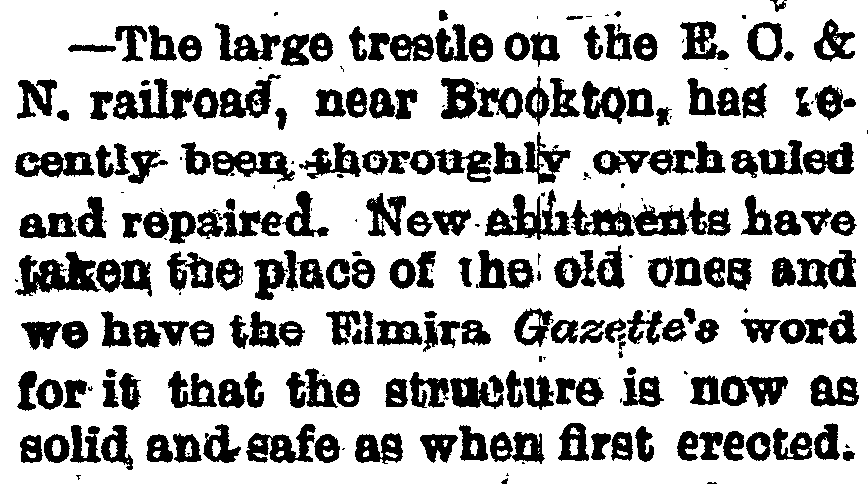 —The large trestle on the E. C. &
N. railroad, near Brookton, has re-
cently been thoroughly overhauled
and repaired. New abutments have
taken the place of the old ones and
we have the Elmira Gazette's word
for it that the structure is now as
solid and safe as when first erected.